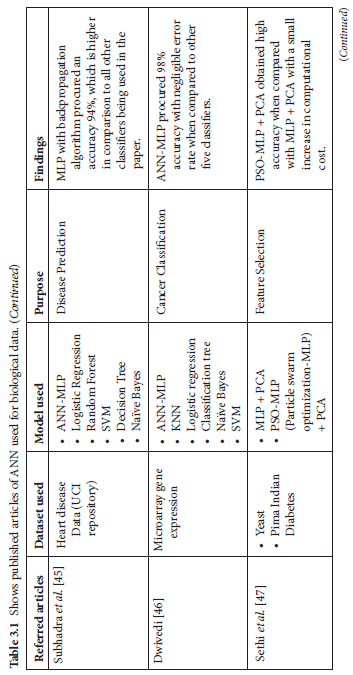 Table 3.1 Shows published articles of ANN used for biological data. (Continued)
Referred articles
Dataset used
Model used
Purpose
Findings
Subhadra et al. [45]
Heart disease
Data (UCI
repository)
• ANN-MLP
• Logistic Regression
• Random Forest
• SVM
• Decision Tree
• Naïve Bayes
Disease Prediction
MLP with backpropagation
algorithm procured an
accuracy 94%, which is higher
in comparison to all other
classifiers being used in the
paper.
Dwivedi [46]
Microarray gene
expression
• ANN-MLP
• KNN
• Logistic regression
• Classification tree
• Naïve Bayes
• SVM
Cancer Classification
ANN-MLP procured 98%
accuracy with negligible error
rate when compared to other
five classifiers.
Sethi et al. [47]
• Yeast
• Pima Indian
Diabetes
• MLP + PCA
• PSO-MLP
(Particle swarm
optimization-MLP)
+ PCA
Feature Selection
PSO-MLP + PCA obtained high
accuracy when compared
with MLP + PCA with a small
increase in computational
cost.
(Continued)